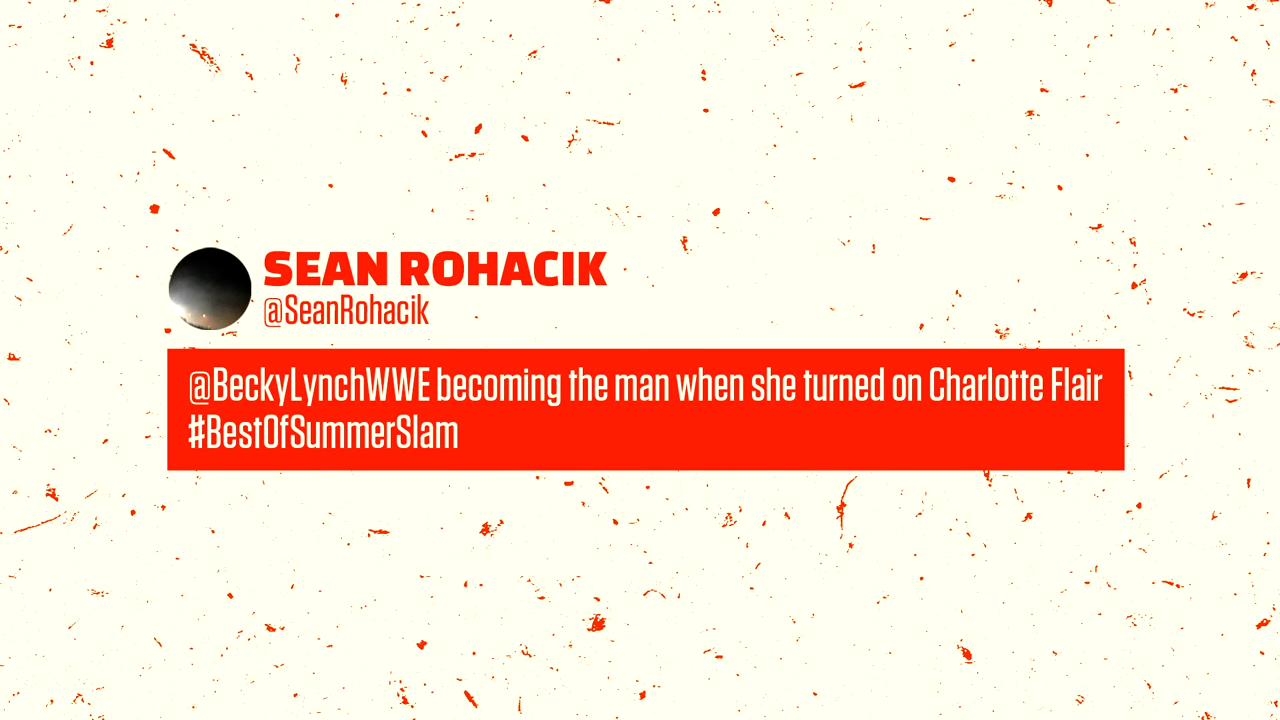 SEAN ROHACIK
@SeanRohacik
@BeckyLynchWWE becoming the man when she turned on Charlotte Flair
#BestOfSummerSlam